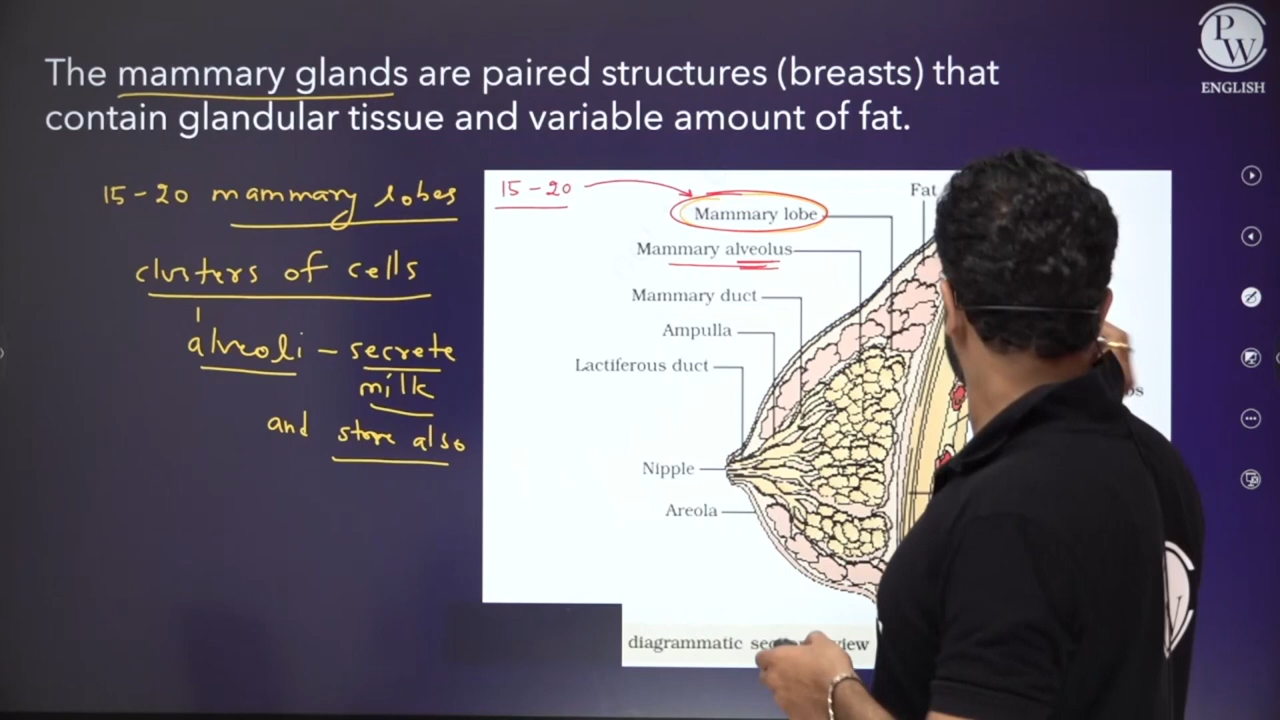 The mammary glands are paired structures (breasts) that
contain glandular tissue and variable amount of fat.
PW
ENGLISH
15-20 mammary lobes
clusters of cells
alveoli - secrete
milk
and store also
15-20
Fat
Mammary lobe
Mammary alveolus
Mammary duct
Ampulla
Lactiferous duct
Nipple
Areola
diagrammatic view